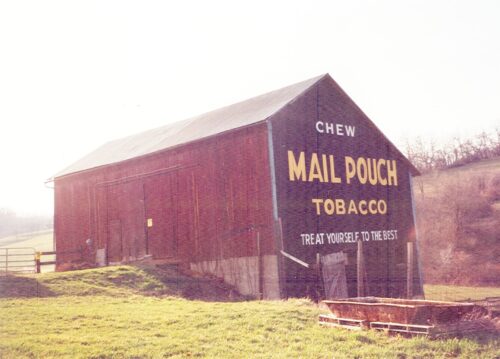 CHEW
MAIL POUCH
TOBACCO
TREAT YOURSELF TO THE BEST